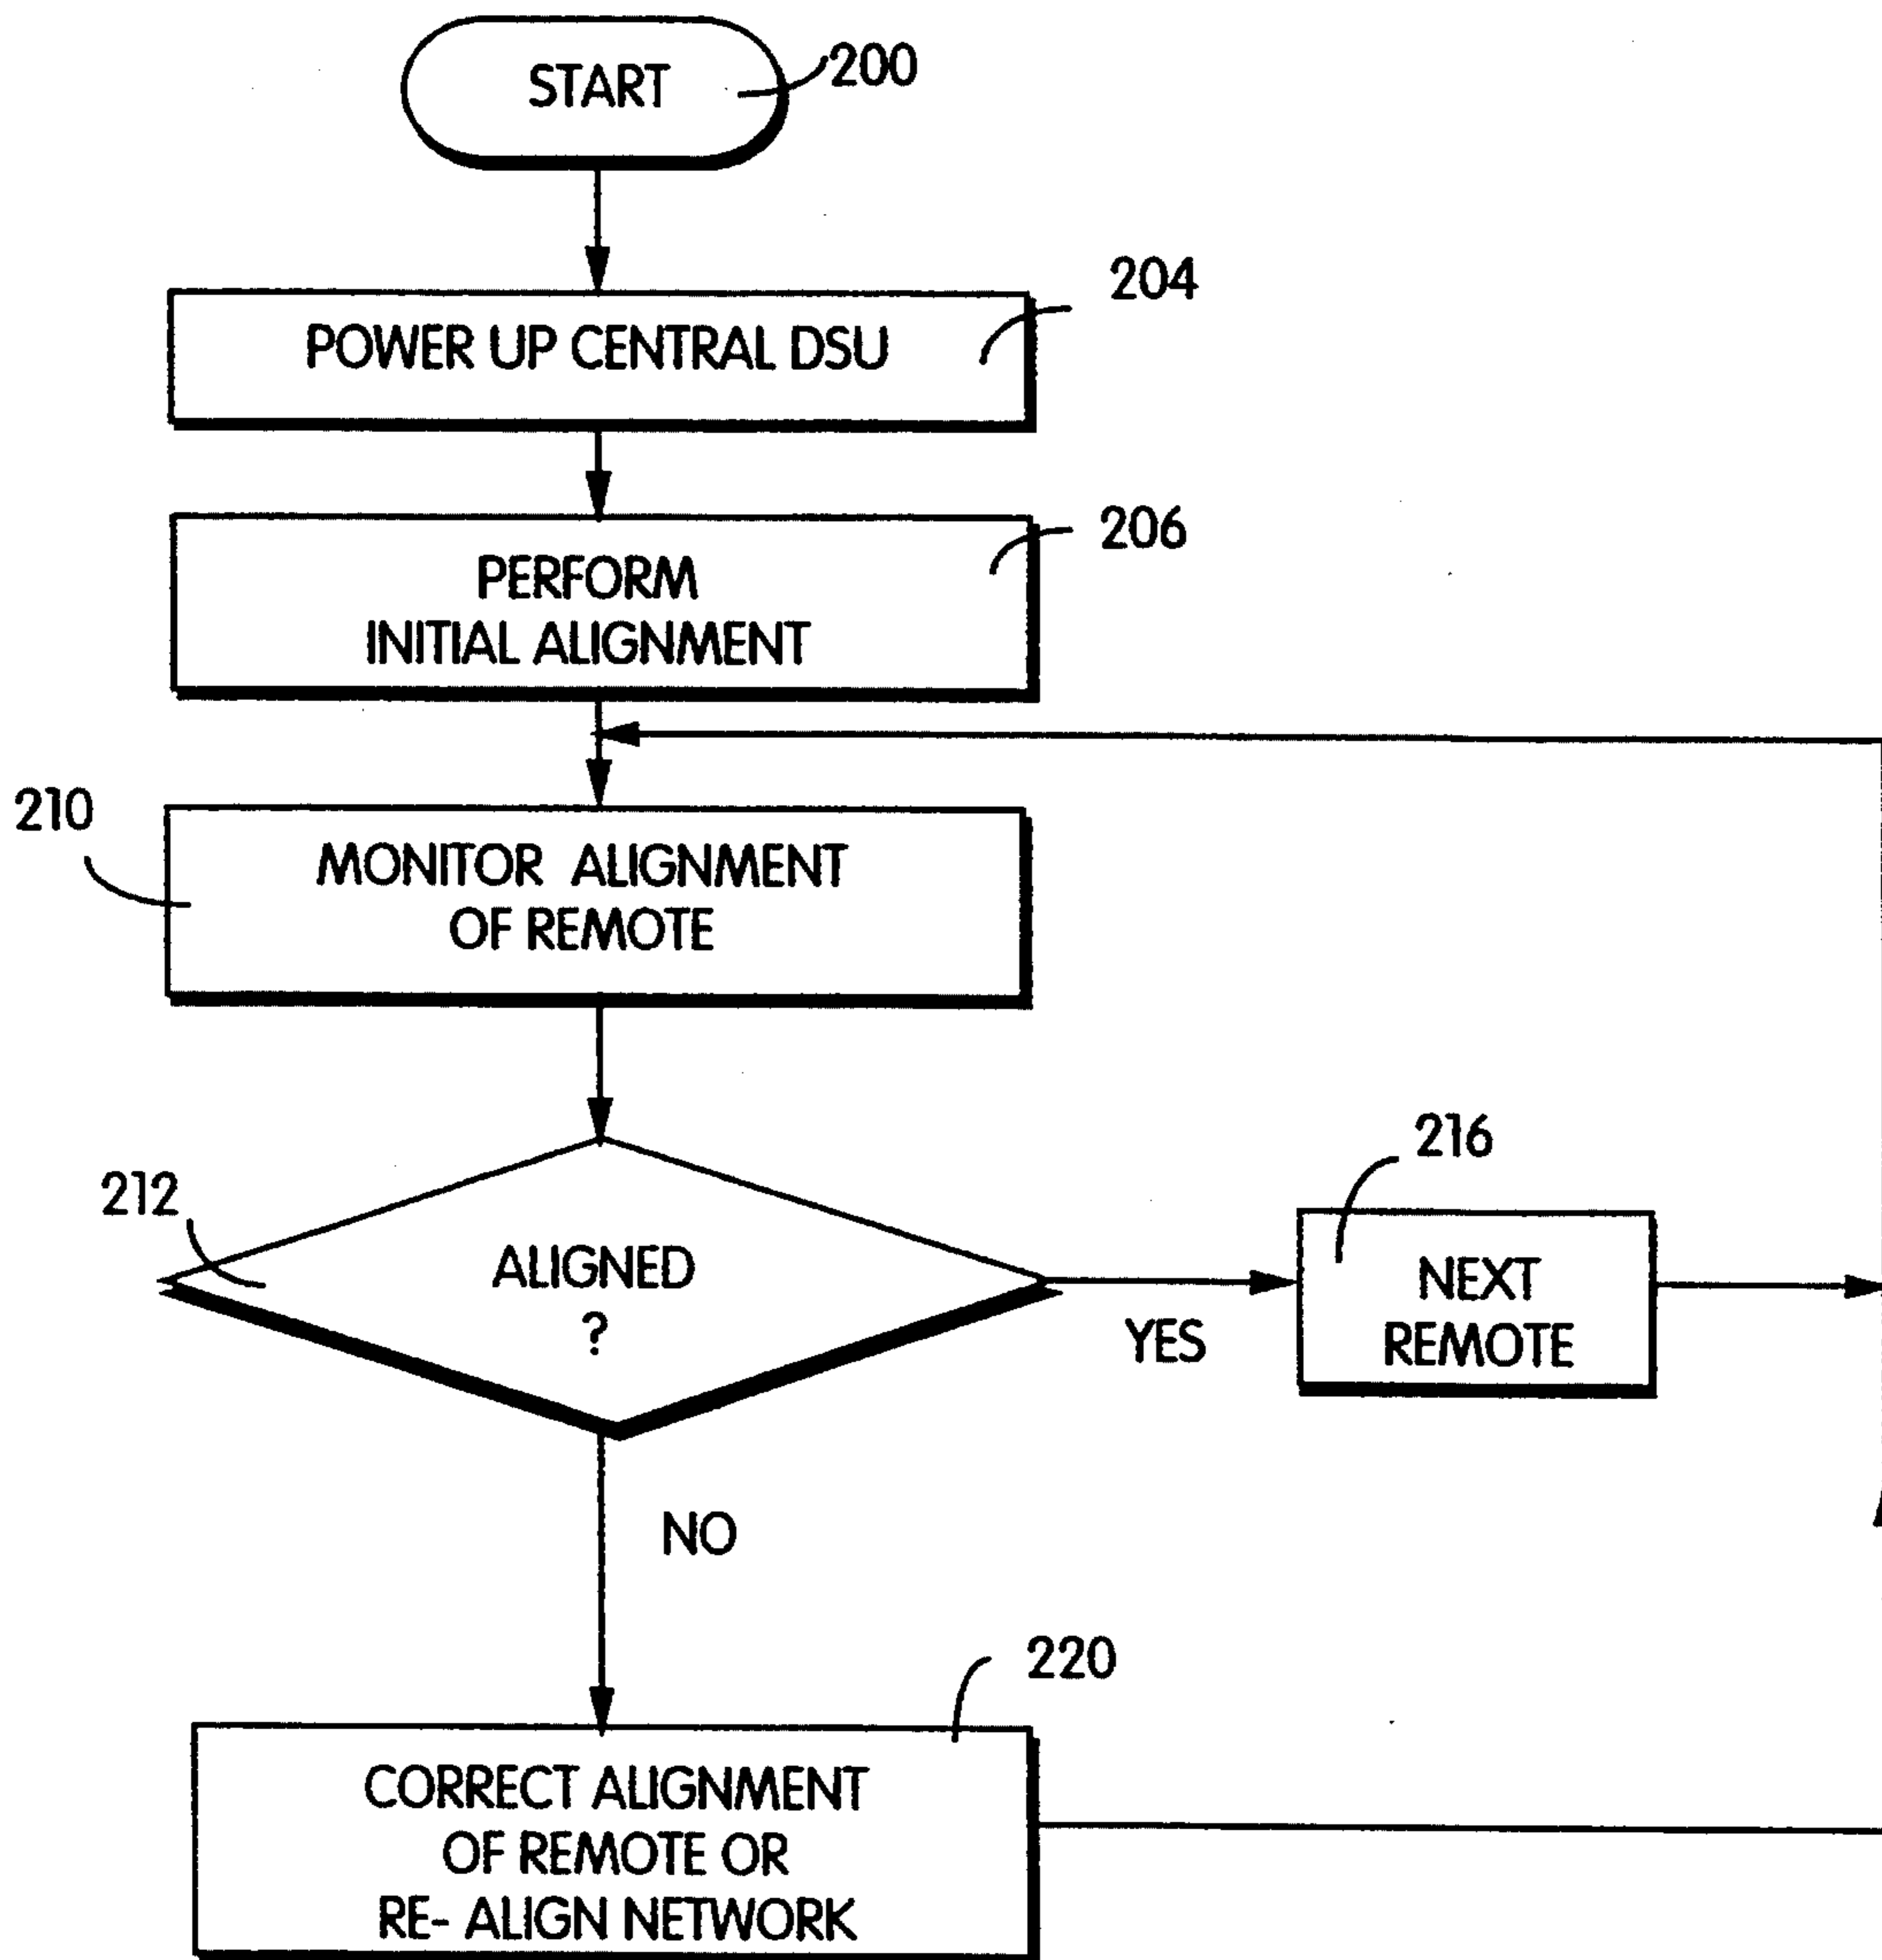 START
200
POWER UP CENTRAL DSU
204
PERFORM
INITIAL ALIGNMENT
206
210
MONITOR ALIGNMENT
OF REMOTE
212
ALIGNED
?
YES
216
NEXT
REMOTE
NO
220
CORRECT ALIGNMENT
OF REMOTE OR
RE- ALIGN NETWORK